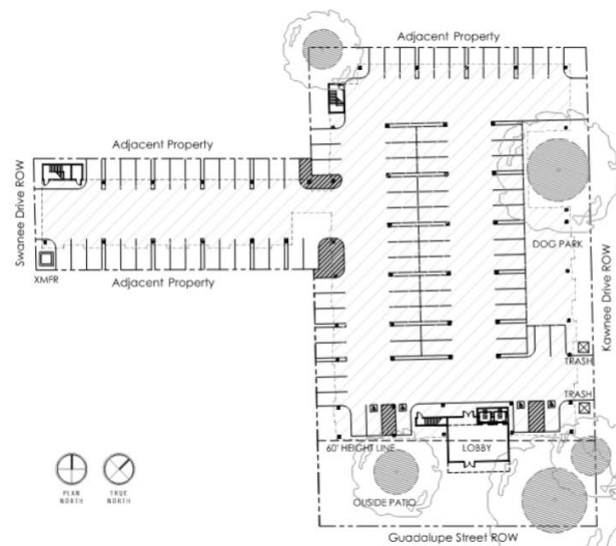 Adjacent Property
Adjacent Property
Swanee Drive ROW
DOG PARK
Kawnee Drive ROW
XMFR
Adjacent Property
TRASH
TRASH
60' HEIGHT LINE
LOBBY
PLAN
NORTH
TRUE
NORTH
OUSIDE PATIO
Guadalupe Street ROW